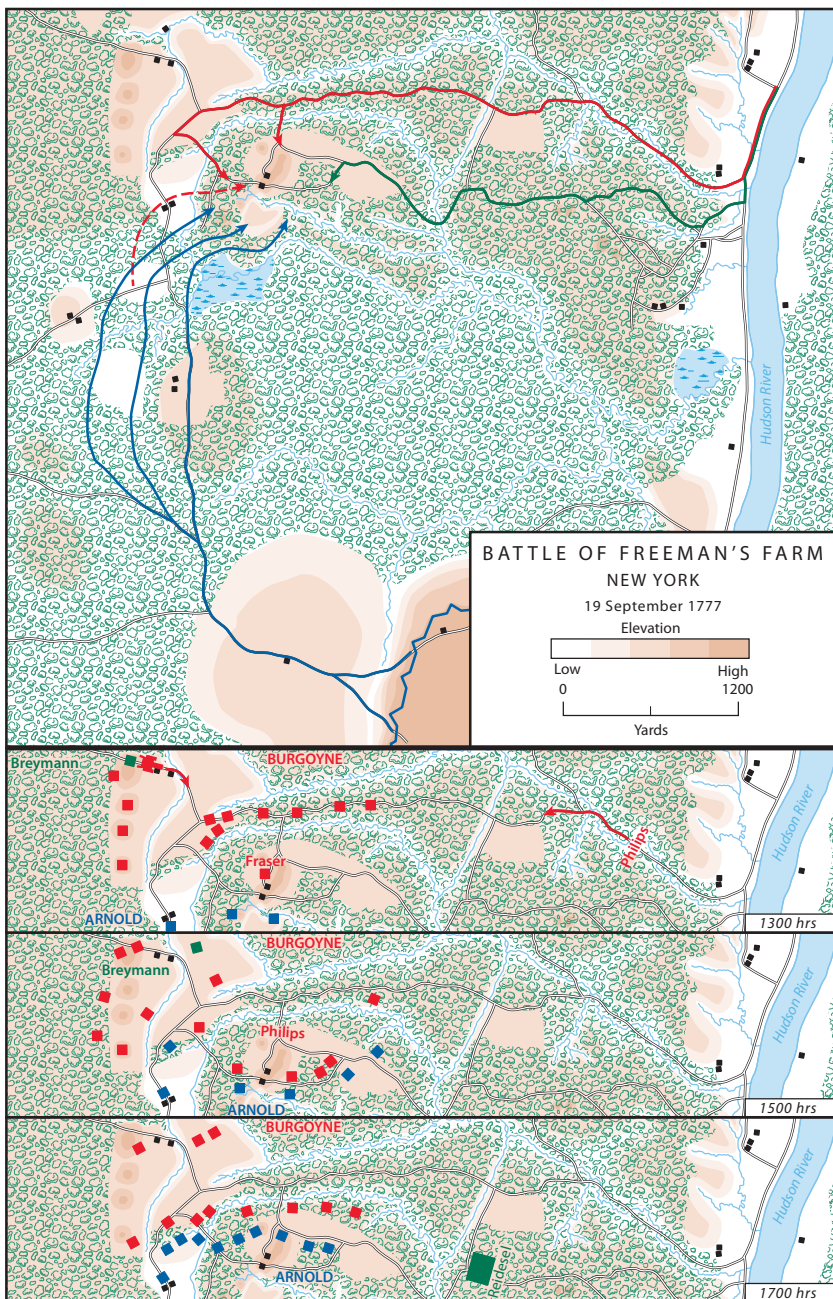 Hudson River
BATTLE OF FREEMAN'S FARM
NEW YORK
19 September 1777
Elevation
Low
High
0
1200
Yards
Breymann
BURGOYNE
Philips
Fraser
ARNOLD
Hudson River
1300 hrs
BURGOYNE
Breymann
Philips
ARNOLD
Hudson River
1500 hrs
BURGOYNE
ARNOLD
Reidhel
Hudson River
1700 hrs